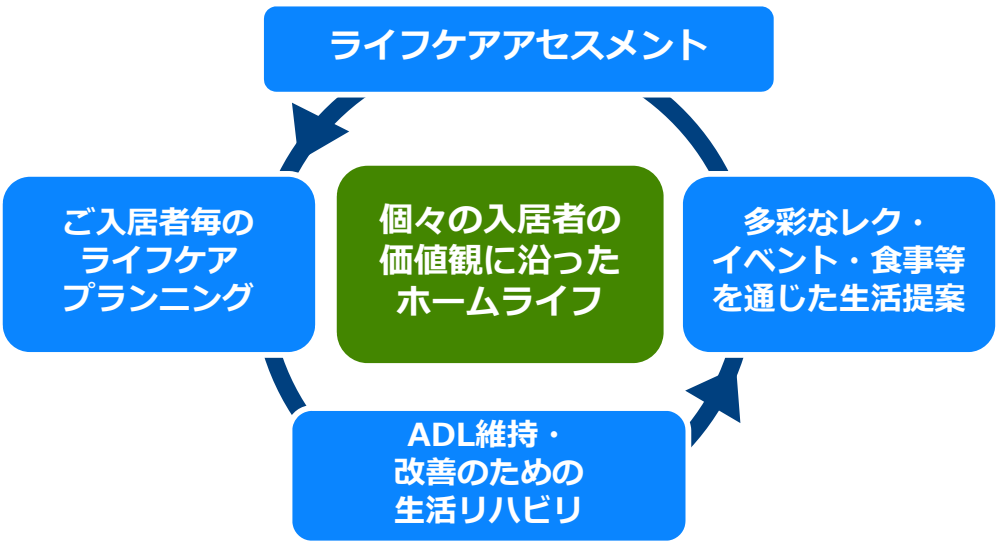 ライフケアアセスメント
ご入居者毎の
ライフケア
プランニング
個々の入居者の
価値観に沿った
ホームライフ
多彩なレク・
イベント・食事等
を通じた生活提案
ADL維持・
改善のための
生活リハビリ